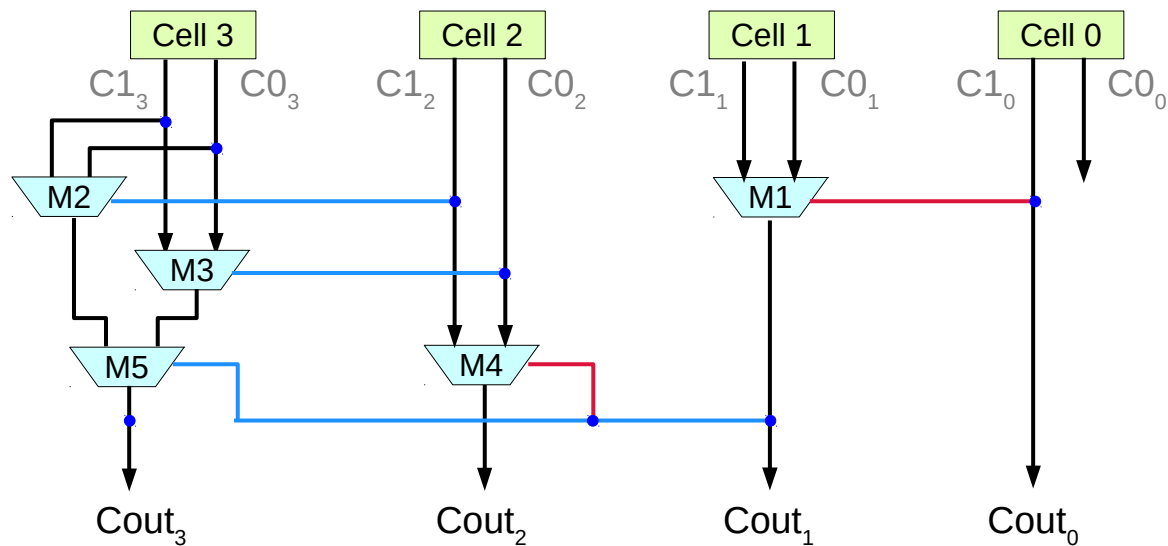 Cell 3 Cell 2 Cell 1 Cell 0
C1₃ C0₃ C1₂ C0₂ C1₁ C0₁ C1₀ C0₀
M2 M1
M3
M5 M4
Cout₃ Cout₂ Cout₁ Cout₀